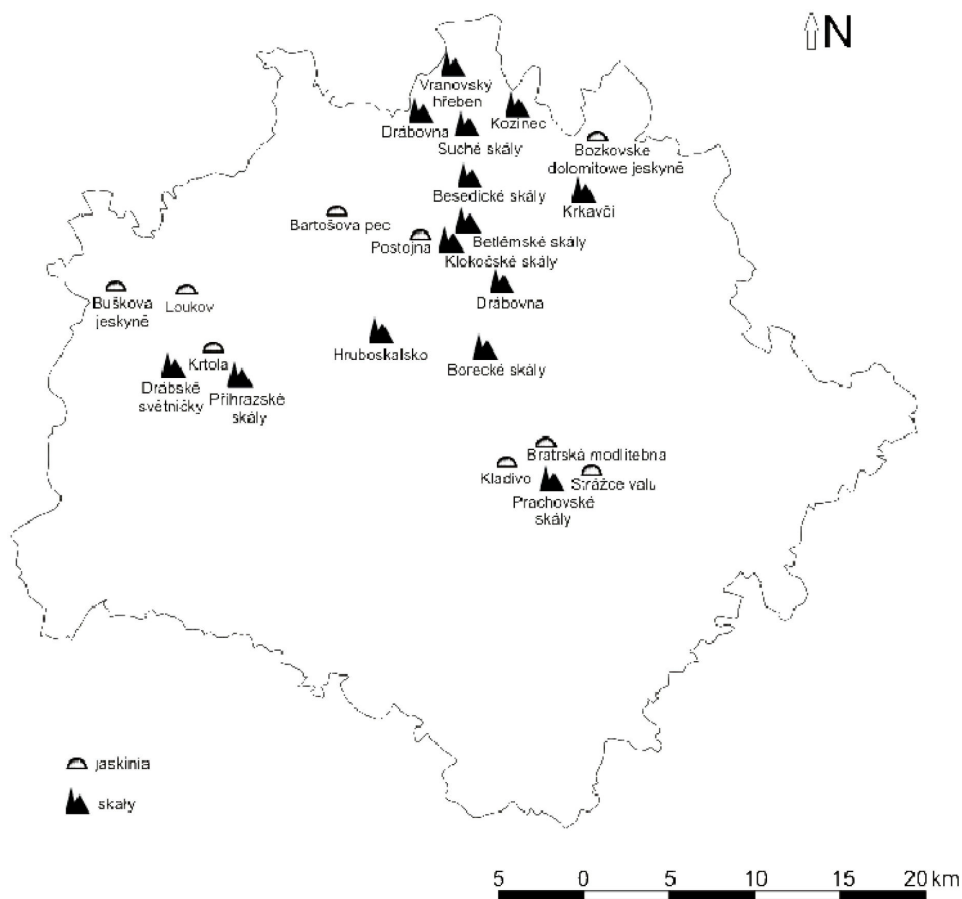 N
Vranovský
hřeben
Drábovna
Kozinec
Suché skály
Bozkovske
dolomitowe jeskyně
Besedické skály
Krkavčí
Bartošova pec
Postojna
Betlémské skály
Klokočské skály
Drábovna
Buškova
jeskyně
Loukov
Hruboskalsko
Borecké skály
Krtola
Drábské
světničky
Příhrazské
skály
Bratrská modlitebna
Kladivo
Strážce valu
Prachovské
skály
jaskinia
skały
5 0 5 10 15 20 km